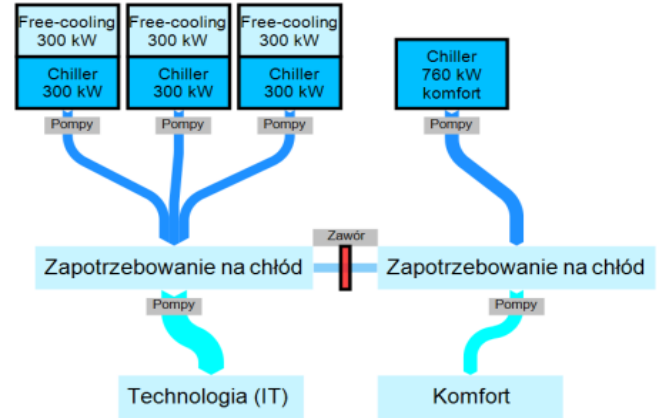 Free-cooling
300 kW
Free-cooling
300 kW
Free-cooling
300 kW
Chiller
300 kW
Chiller
300 kW
Chiller
300 kW
Chiller
760 kW
komfort
Pompy
Pompy
Pompy
Pompy
Zawór
Zapotrzebowanie na chłód
Zapotrzebowanie na chłód
Pompy
Pompy
Technologia (IT)
Komfort